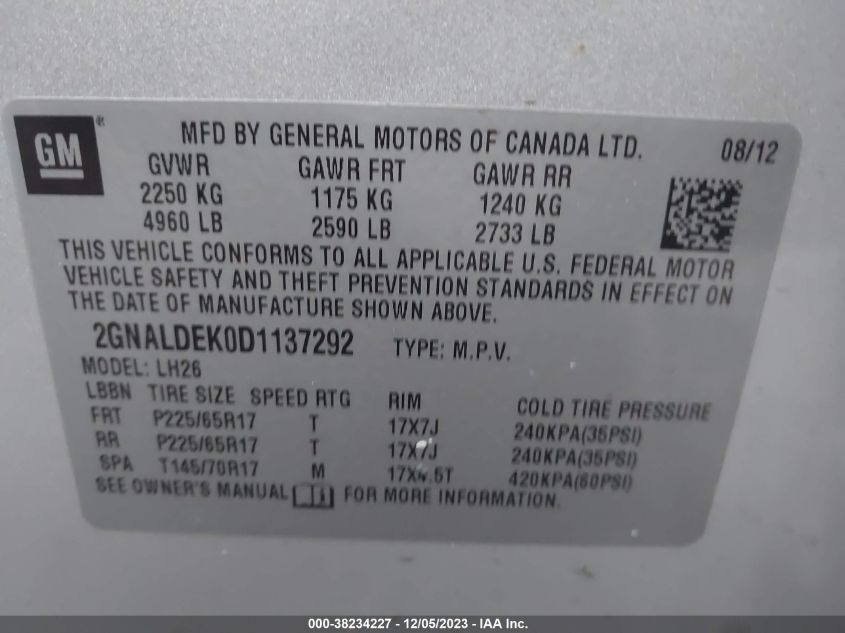 GM®
MFD BY GENERAL MOTORS OF CANADA LTD. 08/12
GVWR GAWR FRT GAWR RR
2250 KG 1175 KG 1240 KG
4960 LB 2590 LB 2733 LB
THIS VEHICLE CONFORMS TO ALL APPLICABLE U.S. FEDERAL MOTOR
VEHICLE SAFETY AND THEFT PREVENTION STANDARDS IN EFFECT ON
THE DATE OF MANUFACTURE SHOWN ABOVE.
2GNALDEK0D1137292 TYPE: M.P.V.
MODEL: LH26
LBBN TIRE SIZE SPEED RTG RIM COLD TIRE PRESSURE
FRT P225/65R17 T 17X7J 240KPA(35PSI)
RR P225/65R17 T 17X7J 240KPA(35PSI)
SPA T145/70R17 M 420KPA(60PSI)
SEE OWNER'S MANUAL FOR MORE INFORMATION.
000-38234227 - 12/05/2023 - IAA Inc.